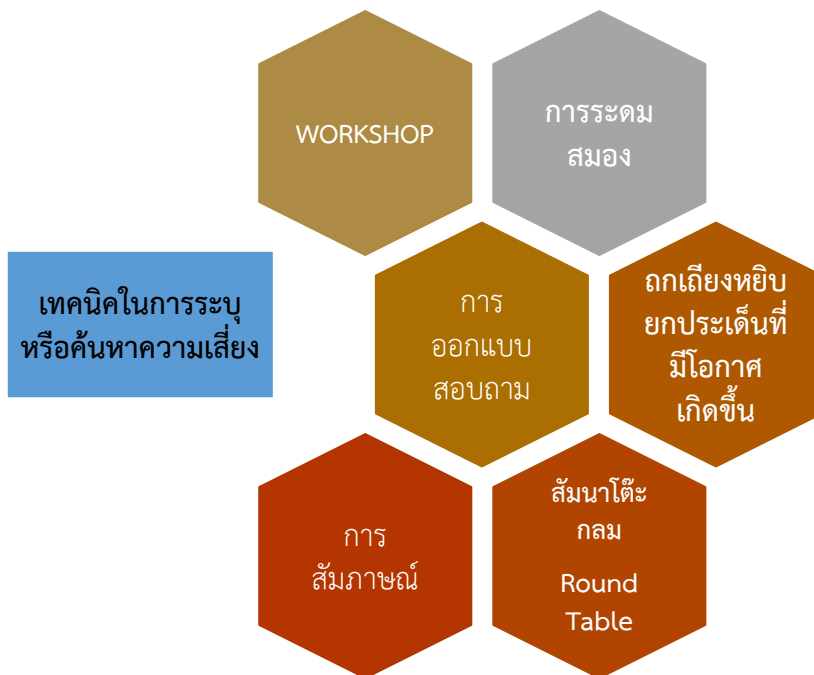 WORKSHOP
การระดม
สมอง
เทคนิคในการระบุ
หรือค้นหาความเสี่ยง
การ
ออกแบบ
สอบถาม
ถกเถียงหยิบ
ยกประเด็นที่
มีโอกาส
เกิดขึ้น
การ
สัมภาษณ์
สัมนาโต๊ะ
กลม
Round
Table